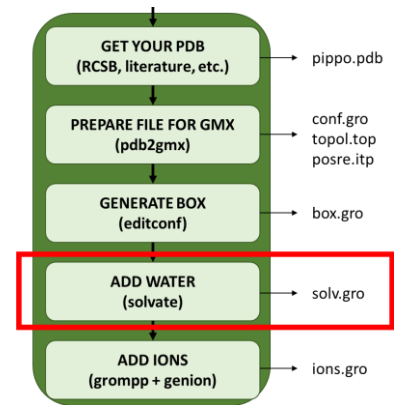 GET YOUR PDB
(RCSB, literature, etc.)
pippo.pdb
PREPARE FILE FOR GMX
(pdb2gmx)
conf.gro
topol.top
posre.itp
GENERATE BOX
(editconf)
box.gro
ADD WATER
(solvate)
solv.gro
ADD IONS
(grompp + genion)
ions.gro